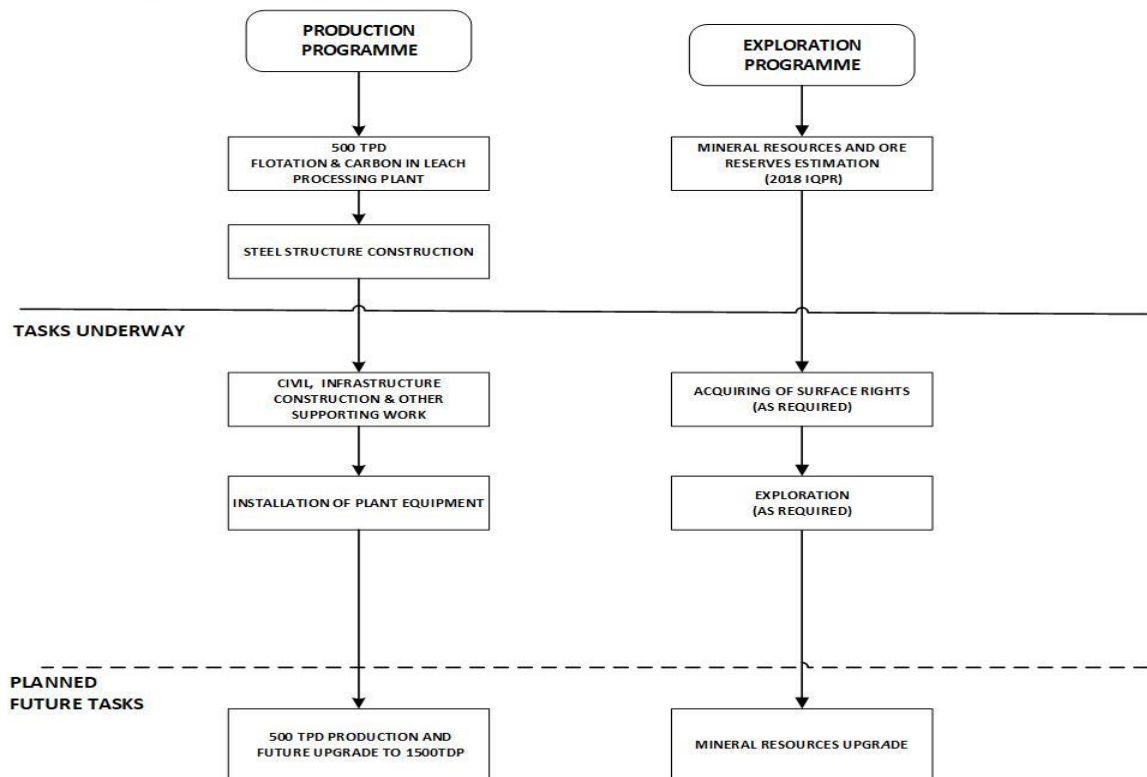 PRODUCTION
PROGRAMME
EXPLORATION
PROGRAMME
500 TPD
FLOTATION & CARBON IN LEACH
PROCESSING PLANT
MINERAL RESOURCES AND ORE
RESERVES ESTIMATION
(2018 IQPR)
STEEL STRUCTURE CONSTRUCTION
TASKS UNDERWAY
CIVIL, INFRASTRUCTURE
CONSTRUCTION & OTHER
SUPPORTING WORK
ACQUIRING OF SURFACE RIGHTS
(AS REQUIRED)
INSTALLATION OF PLANT EQUIPMENT
EXPLORATION
(AS REQUIRED)
PLANNED
FUTURE TASKS
500 TPD PRODUCTION AND
FUTURE UPGRADE TO 1500TDP
MINERAL RESOURCES UPGRADE